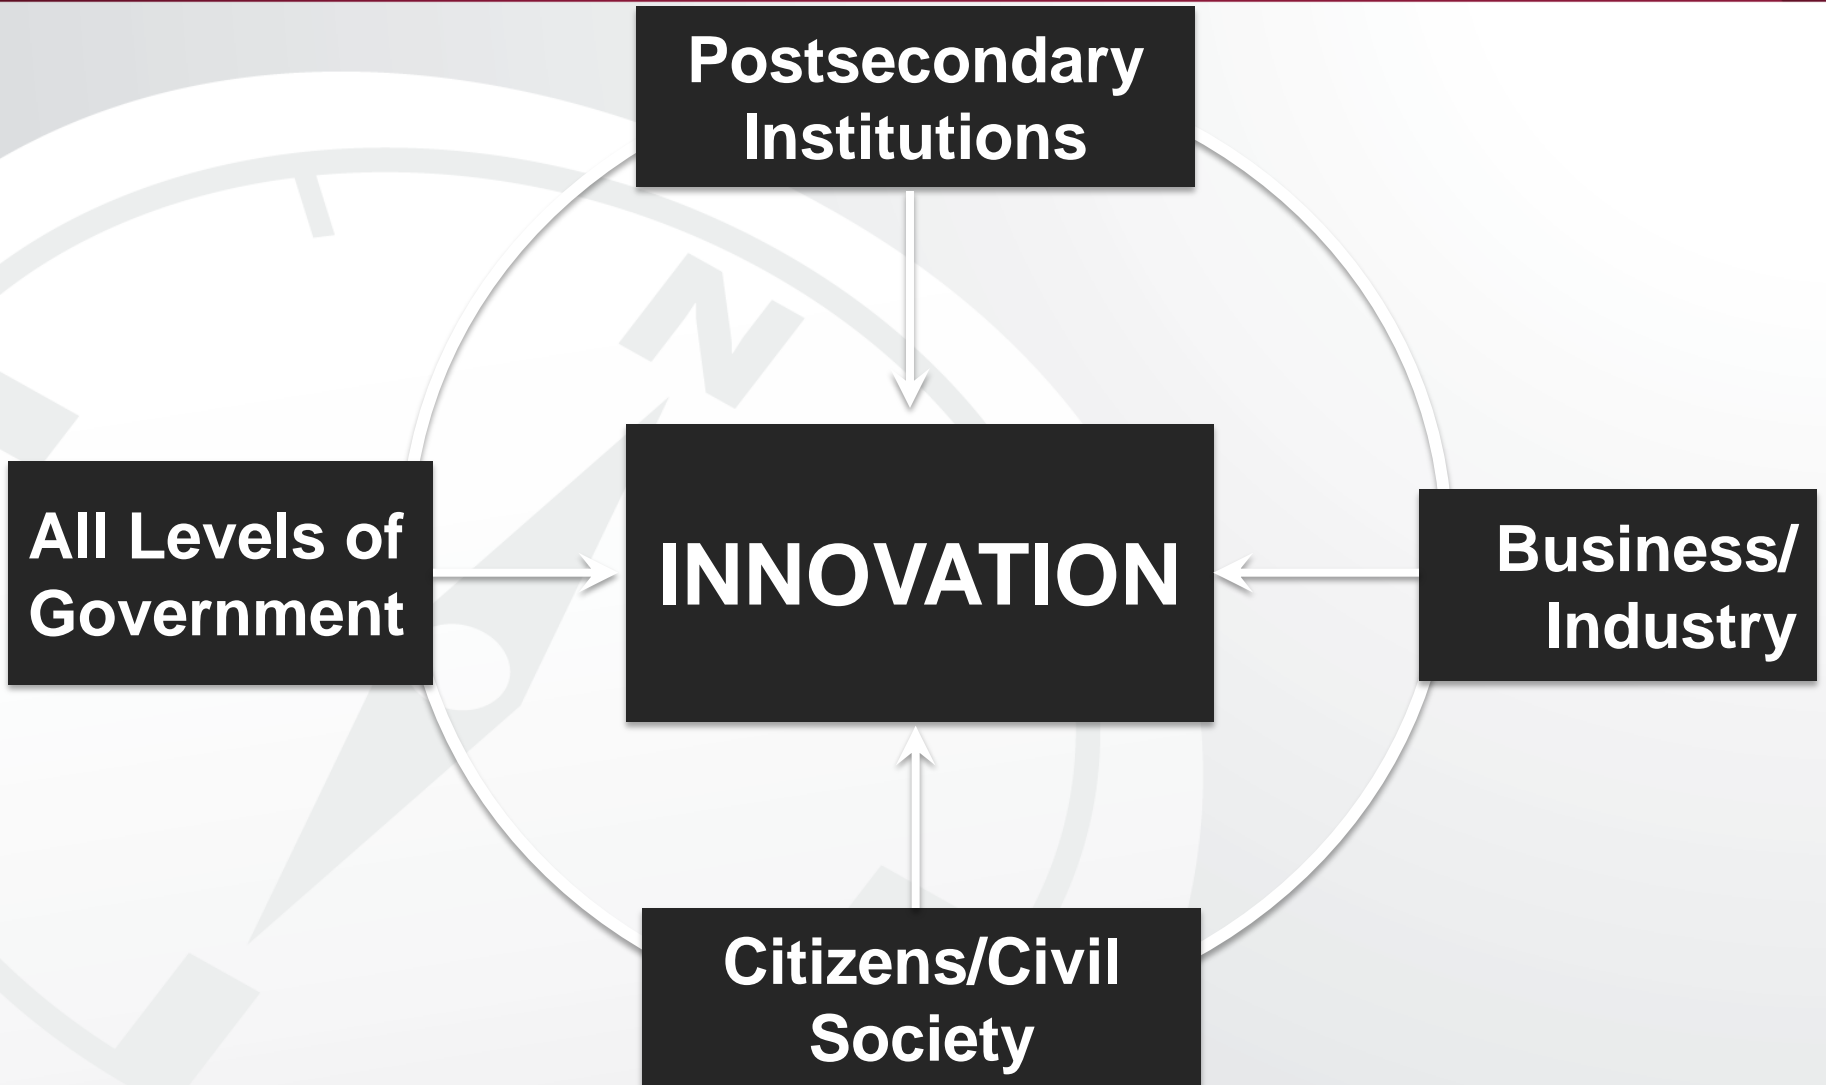 Postsecondary
Institutions
All Levels of
Government
INNOVATION
Business/
Industry
Citizens/Civil
Society
N